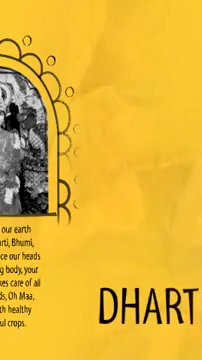 our earth
rti, Bhumi,
ce our heads
g body, your
kes care of all
ds, Oh Maa,
th healthy
ul crops.
DHART